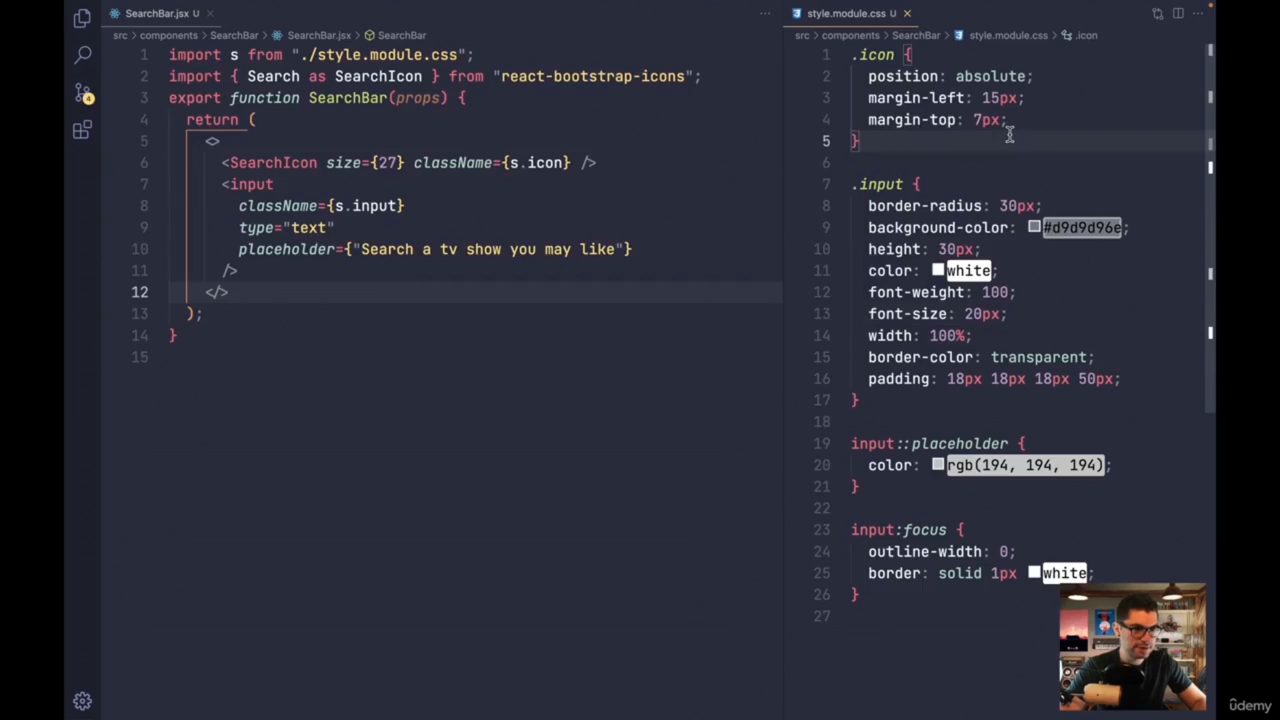 SearchBar.jsx U ×
src > components > SearchBar > SearchBar.jsx > SearchBar
1 import s from "./style.module.css";
2 import { Search as SearchIcon } from "react-bootstrap-icons";
3 export function SearchBar(props) {
4 return (
5 <>
6 <SearchIcon size={27} className={s.icon} />
7 <input
8 className={s.input}
9 type="text"
10 placeholder={"Search a tv show you may like"}
11 />
12 </>
13 );
14 }
15
style.module.css U ×
src > components > SearchBar > style.module.css > .icon
1 .icon {
2 position: absolute;
3 margin-left: 15px;
4 margin-top: 7px;
5 }
6
7 .input {
8 border-radius: 30px;
9 background-color: #d9d9d96e;
10 height: 30px;
11 color: white;
12 font-weight: 100;
13 font-size: 20px;
14 width: 100%;
15 border-color: transparent;
16 padding: 18px 18px 18px 50px;
17 }
18
19 input::placeholder {
20 color: rgb(194, 194, 194);
21 }
22
23 input:focus {
24 outline-width: 0;
25 border: solid 1px white;
26 }
27
4
udemy